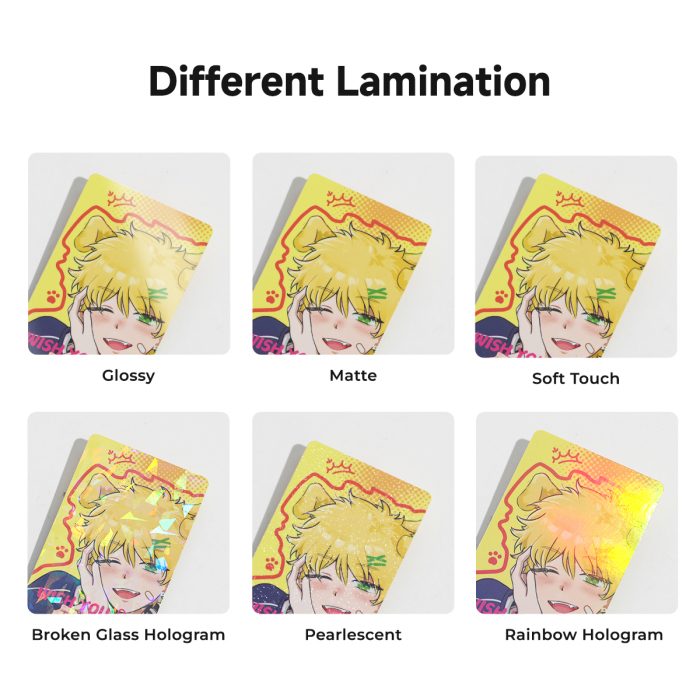 Different Lamination
Glossy
Matte
Soft Touch
Broken Glass Hologram
Pearlescent
Rainbow Hologram